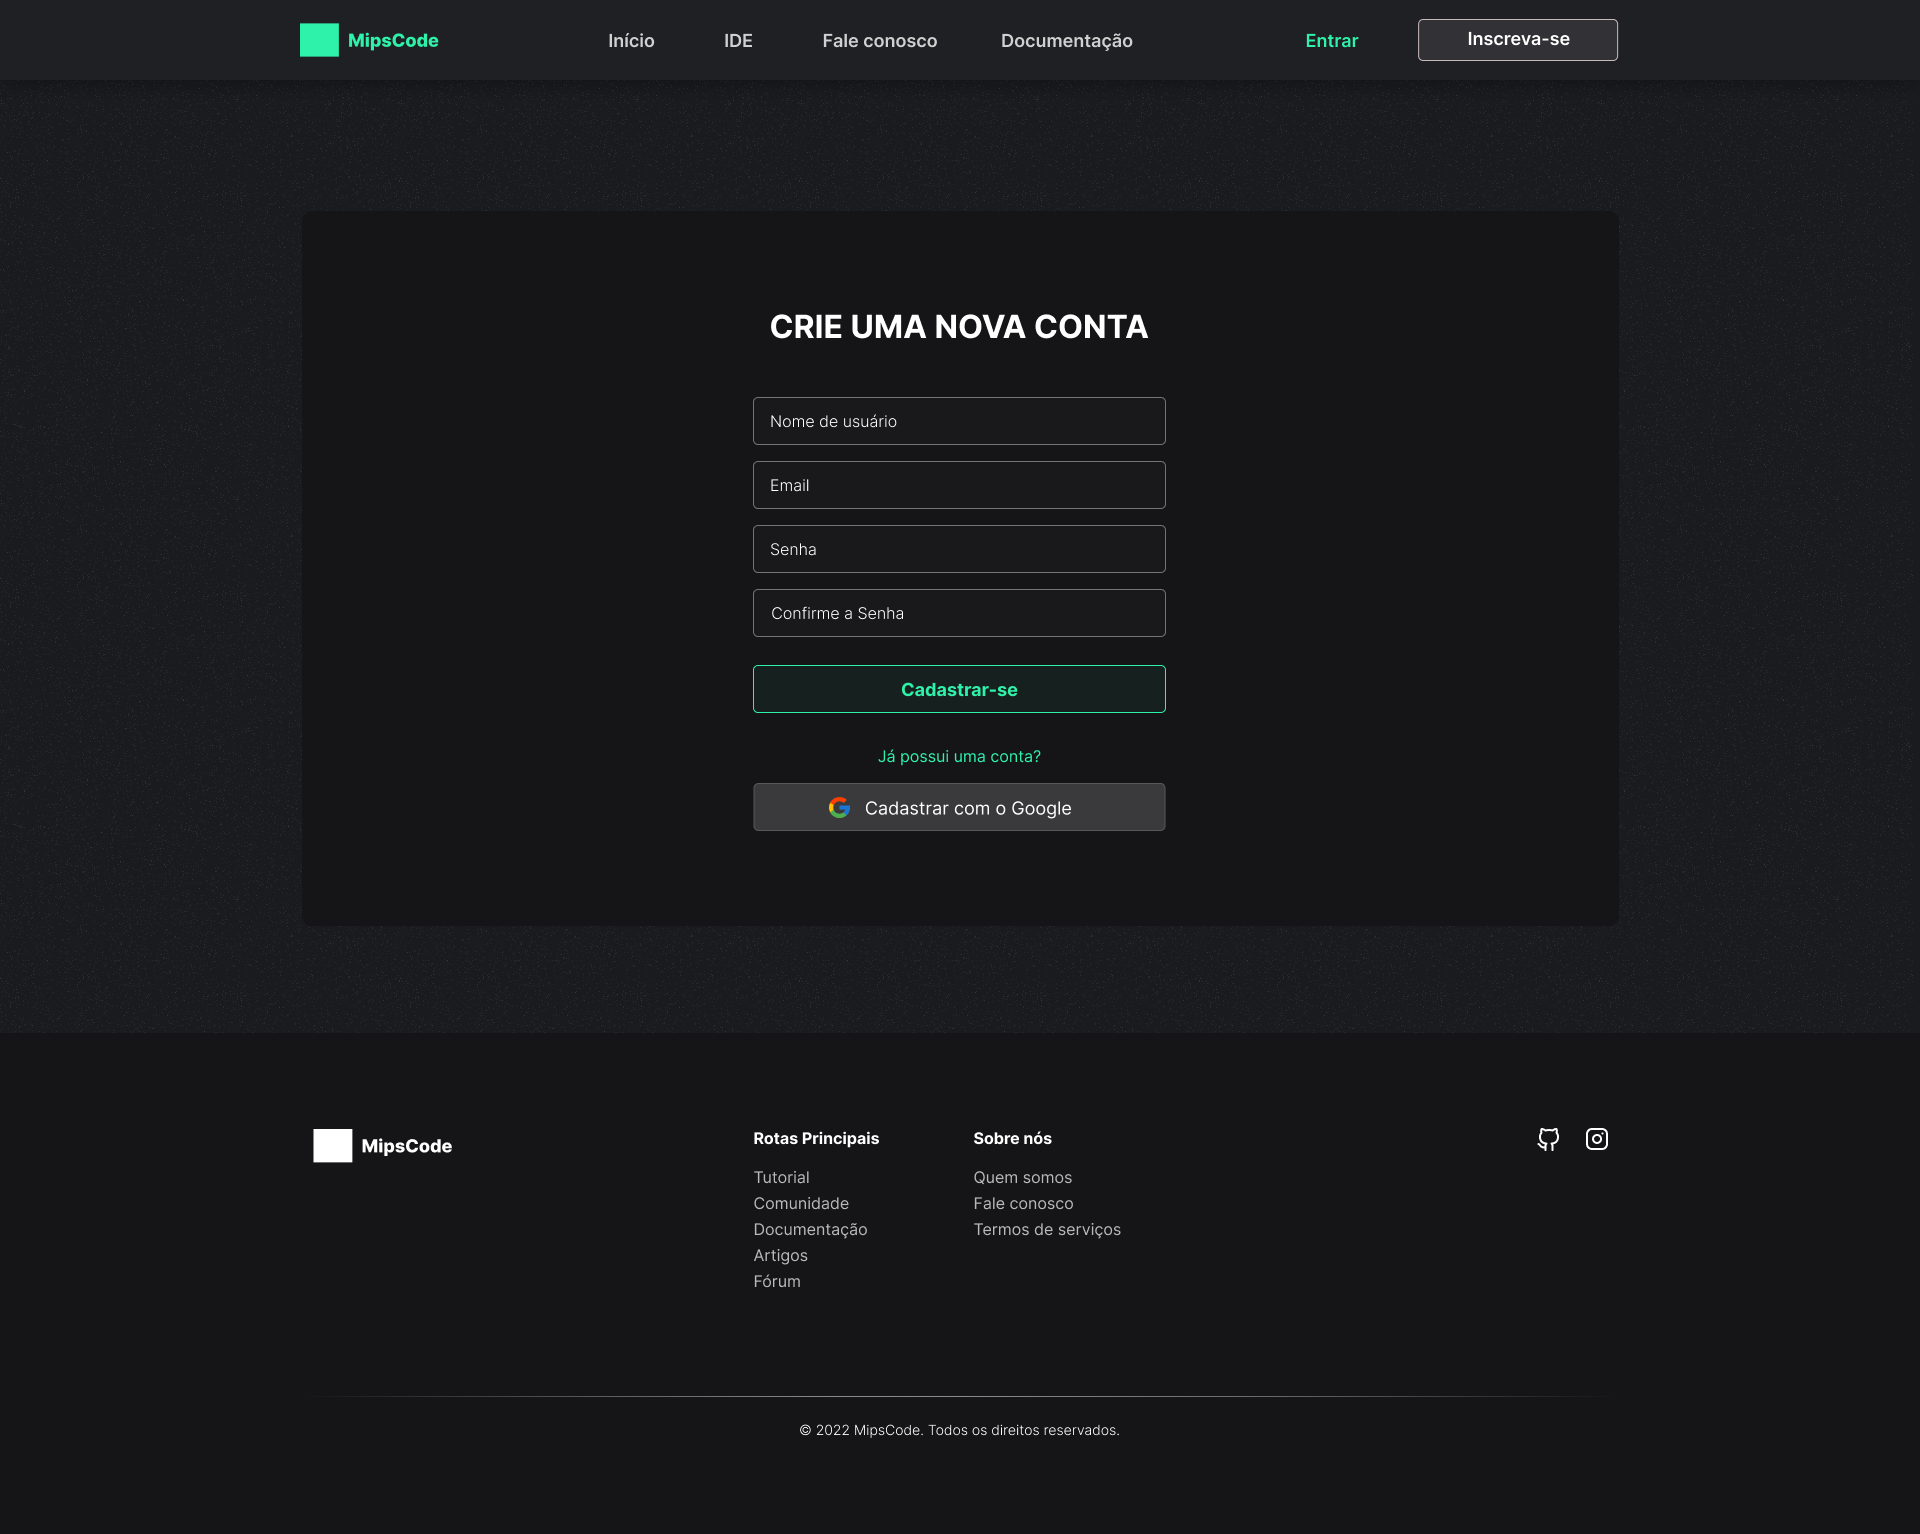 MipsCode
Início
IDE
Fale conosco
Documentação
Entrar
Inscreva-se
CRIE UMA NOVA CONTA
Nome de usuário
Email
Senha
Confirme a Senha
Cadastrar-se
Já possui uma conta?
Cadastrar com o Google
MipsCode
Rotas Principais
Tutorial
Comunidade
Documentação
Artigos
Fórum
Sobre nós
Quem somos
Fale conosco
Termos de serviços
© 2022 MipsCode. Todos os direitos reservados.